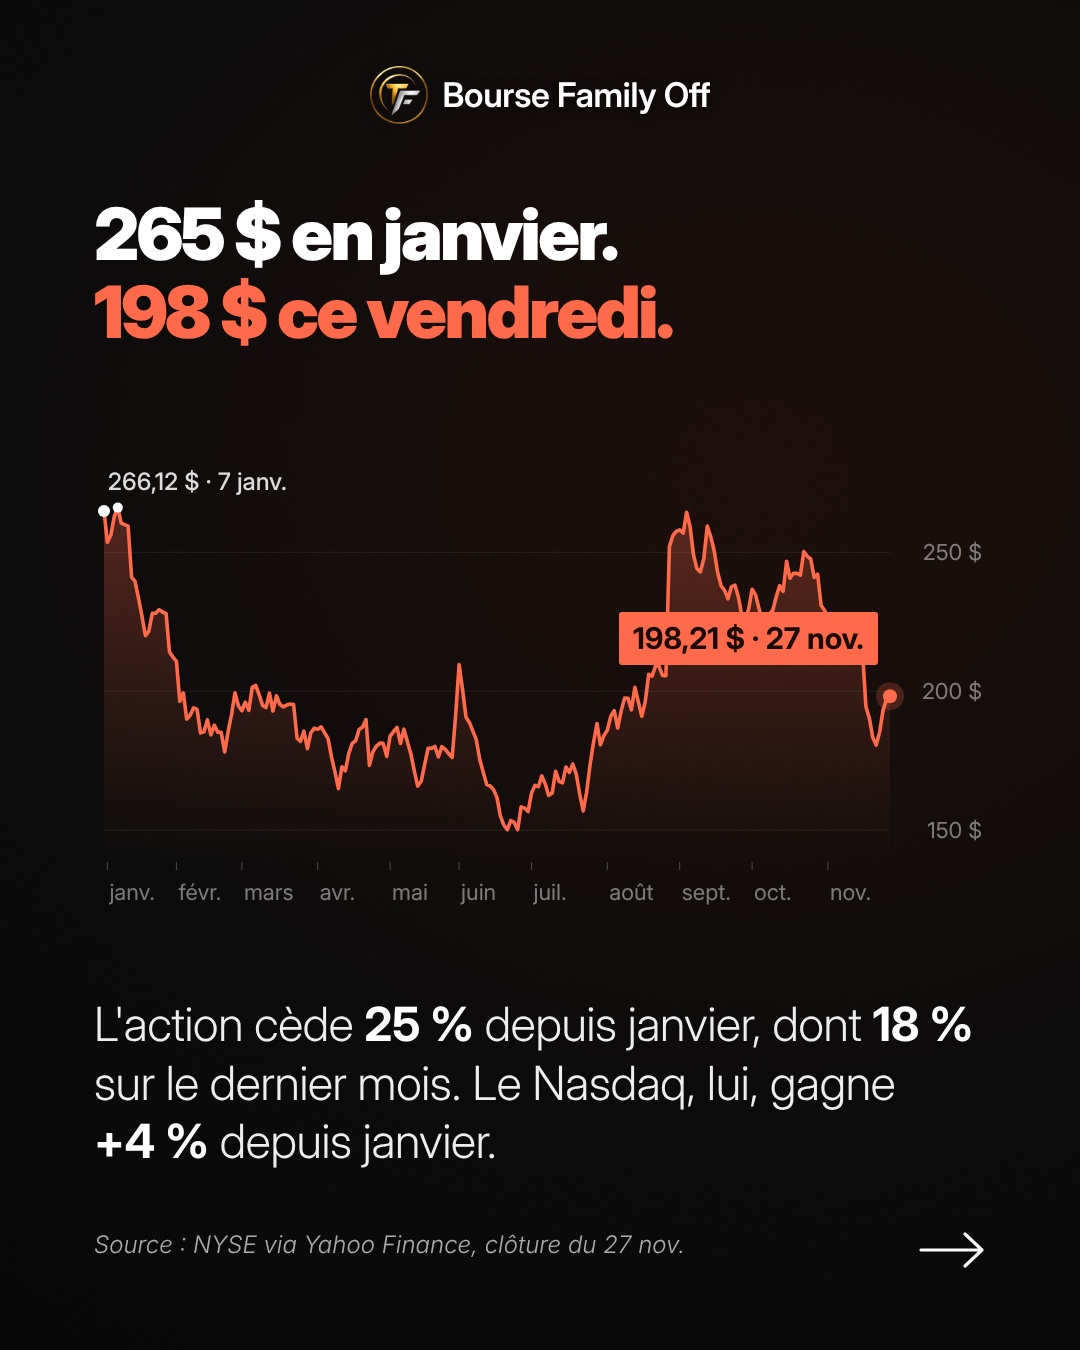 TF Bourse Family Off
265 $ en janvier.
198 $ ce vendredi.
266,12 $ · 7 janv.
250 $
198,21 $ · 27 nov.
200 $
150 $
janv. févr. mars avr. mai juin juil. août sept. oct. nov.
L'action cède 25 % depuis janvier, dont 18 %
sur le dernier mois. Le Nasdaq, lui, gagne
+4 % depuis janvier.
Source : NYSE via Yahoo Finance, clôture du 27 nov.